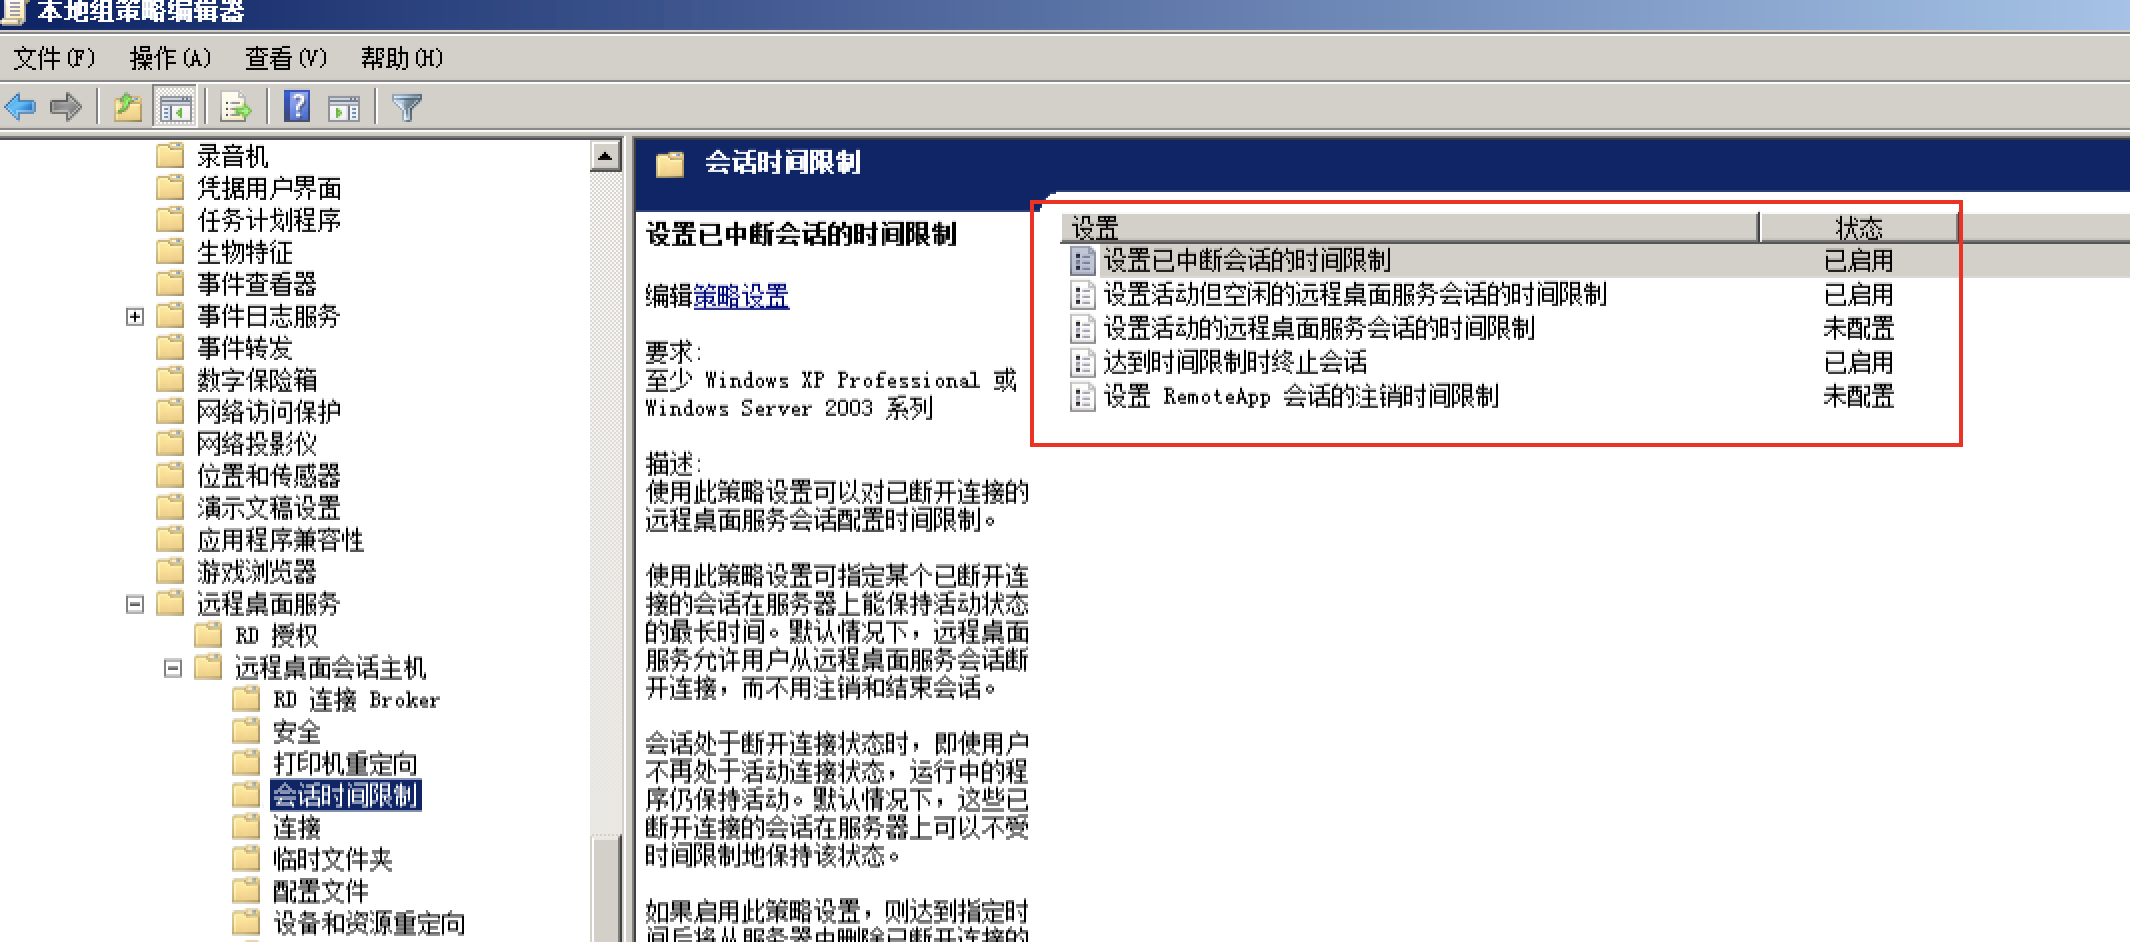 本地组策略编辑器
文件(F) 操作(A) 查看(V) 帮助(H)
录音机
凭据用户界面
任务计划程序
生物特征
事件查看器
事件日志服务
事件转发
数字保险箱
网络访问保护
网络投影仪
位置和传感器
演示文稿设置
应用程序兼容性
游戏浏览器
远程桌面服务
RD 授权
远程桌面会话主机
RD 连接 Broker
安全
打印机重定向
会话时间限制
连接
临时文件夹
配置文件
设备和资源重定向
会话时间限制
设置已中断会话的时间限制
编辑策略设置
要求:
至少 Windows XP Professional 或
Windows Server 2003 系列
描述:
使用此策略设置可以对已断开连接的
远程桌面服务会话配置时间限制。
使用此策略设置可指定某个已断开连
接的会话在服务器上能保持活动状态
的最长时间。默认情况下，远程桌面
服务允许用户从远程桌面服务会话断
开连接，而不用注销和结束会话。
会话处于断开连接状态时，即使用户
不再处于活动连接状态，运行中的程
序仍保持活动。默认情况下，这些已
断开连接的会话在服务器上可以不受
时间限制地保持该状态。
如果启用此策略设置，则达到指定时
间后将从服务器中删除已断开连接的
设置 状态
设置已中断会话的时间限制 已启用
设置活动但空闲的远程桌面服务会话的时间限制 已启用
设置活动的远程桌面服务会话的时间限制 未配置
达到时间限制时终止会话 已启用
设置 RemoteApp 会话的注销时间限制 未配置